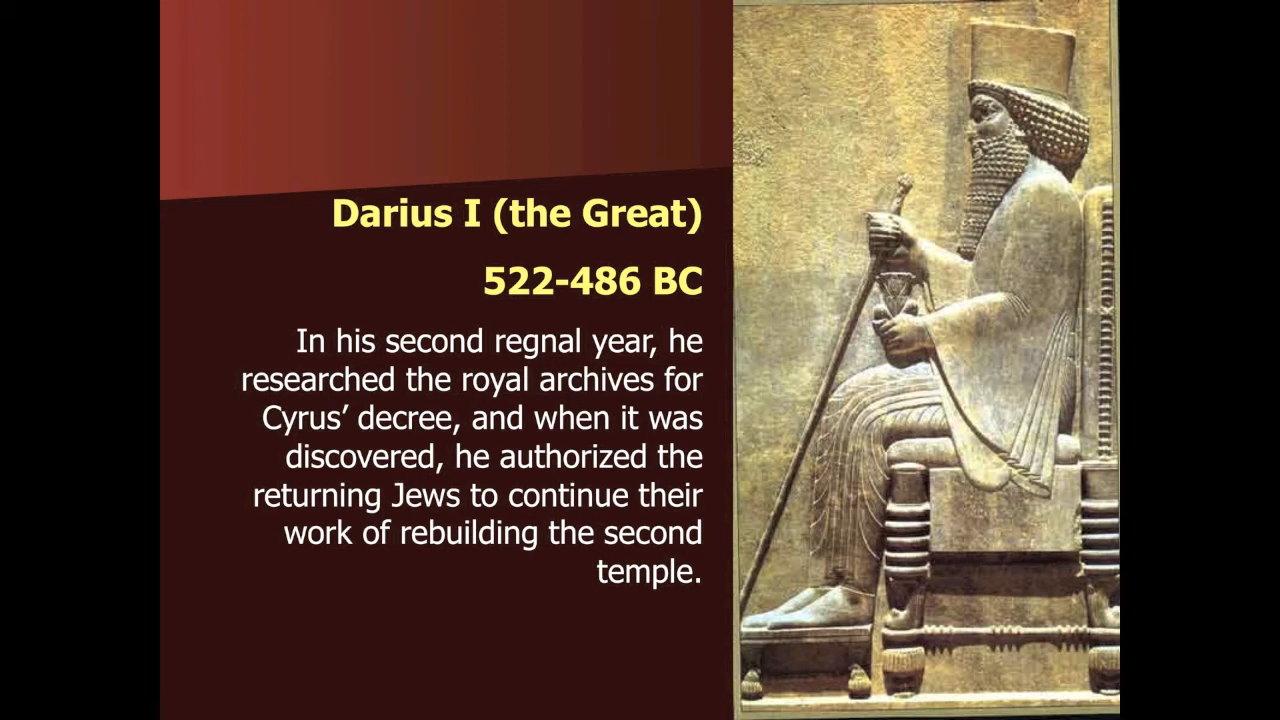 Darius I (the Great)
522-486 BC
In his second regnal year, he
researched the royal archives for
Cyrus’ decree, and when it was
discovered, he authorized the
returning Jews to continue their
work of rebuilding the second
temple.